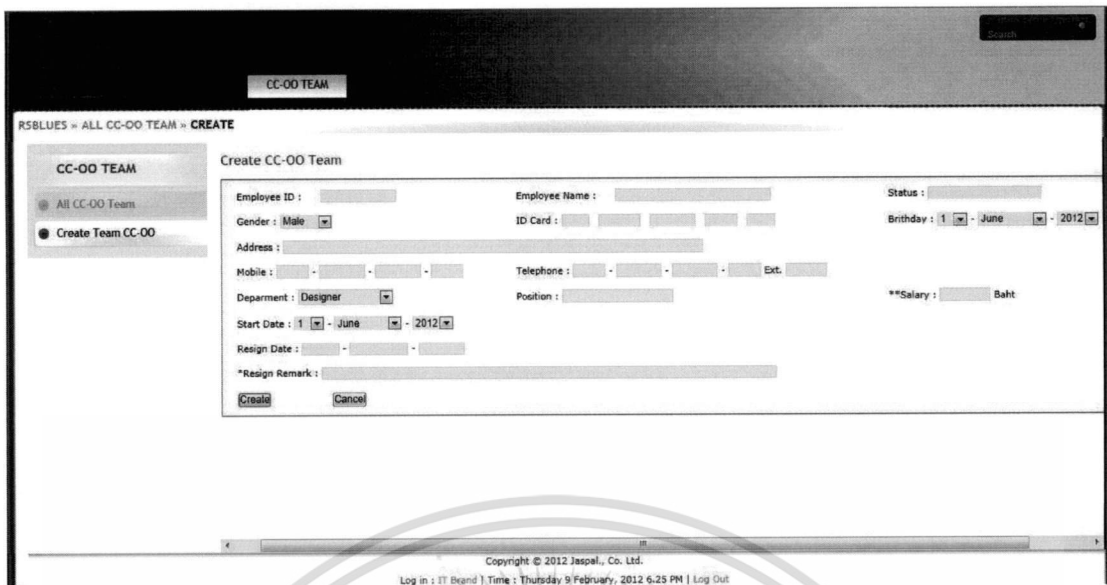 Search
CC-OO TEAM
RSBLUES » ALL CC-OO TEAM » CREATE
CC-OO TEAM
All CC-OO Team
Create Team CC-OO
Create CC-OO Team
Employee ID : Employee Name : Status :
Gender : Male ID Card : Brithday : 1 - June - 2012
Address :
Mobile : - - - Telephone : - - - Ext.
Deparment : Designer Position : **Salary : Baht
Start Date : 1 - June - 2012
Resign Date : - -
*Resign Remark :
Create Cancel
Copyright © 2012 Jaspal., Co. Ltd.
Log in : IT Brand | Time : Thursday 9 February, 2012 6.25 PM | Log Out